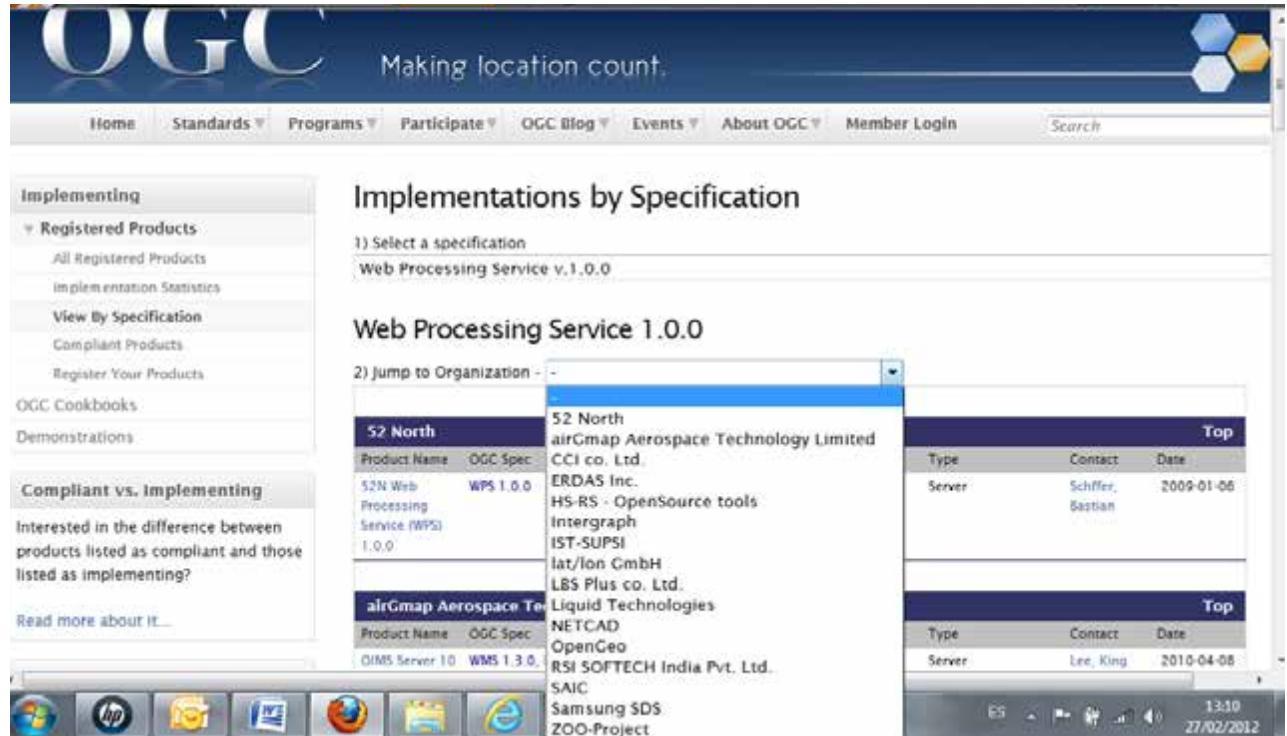 OGC
Making location count.
Home Standards Programs Participate OGC Blog Events About OGC Member Login Search
Implementing
Registered Products
All Registered Products
Implementation Statistics
View By Specification
Compliant Products
Register Your Products
OGC Cookbooks
Demonstrations
Compliant vs. Implementing
Interested in the difference between
products listed as compliant and those
listed as implementing?
Read more about it...
Implementations by Specification
1) Select a specification
Web Processing Service v.1.0.0
Web Processing Service 1.0.0
2) Jump to Organization - -
-
52 North
airGmap Aerospace Technology Limited
CCI co. Ltd.
ERDAS Inc.
HS-RS - OpenSource tools
Intergraph
IST-SUPSI
lat/lon GmbH
LBS Plus co. Ltd.
Liquid Technologies
NETCAD
OpenGeo
RSI SOFTECH India Pvt. Ltd.
SAIC
Samsung SDS
ZOO-Project
52 North Top
Product Name OGC Spec Type Contact Date
52N Web WPS 1.0.0 Server Schffer, 2009-01-06
Processing Bastian
Service (WPS)
1.0.0
airGmap Aerospace Te Top
Product Name OGC Spec Type Contact Date
OIMS Server 10 WMS 1.3.0, Server Lee, King 2010-04-08
hp
W
ES
13:10
27/02/2012